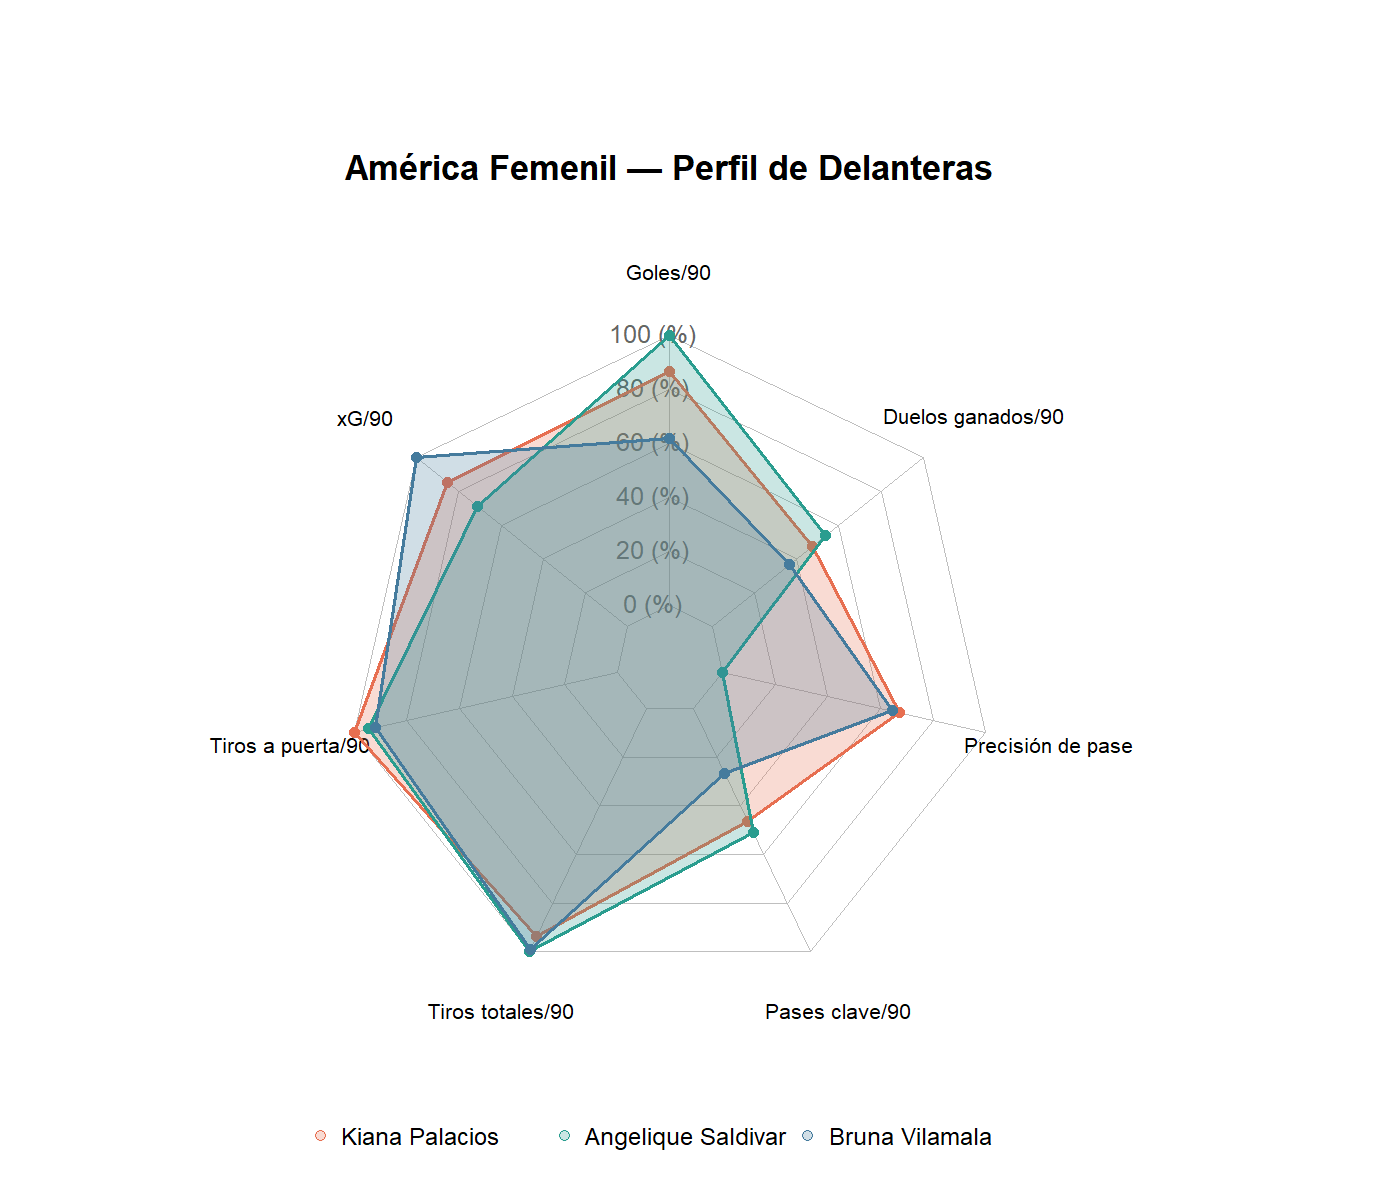 América Femenil — Perfil de Delanteras
Goles/90
100 (%)
80 (%)
60 (%)
40 (%)
20 (%)
0 (%)
xG/90
Duelos ganados/90
Tiros a puerta/90
Precisión de pase
Tiros totales/90
Pases clave/90
Kiana Palacios
Angelique Saldivar
Bruna Vilamala